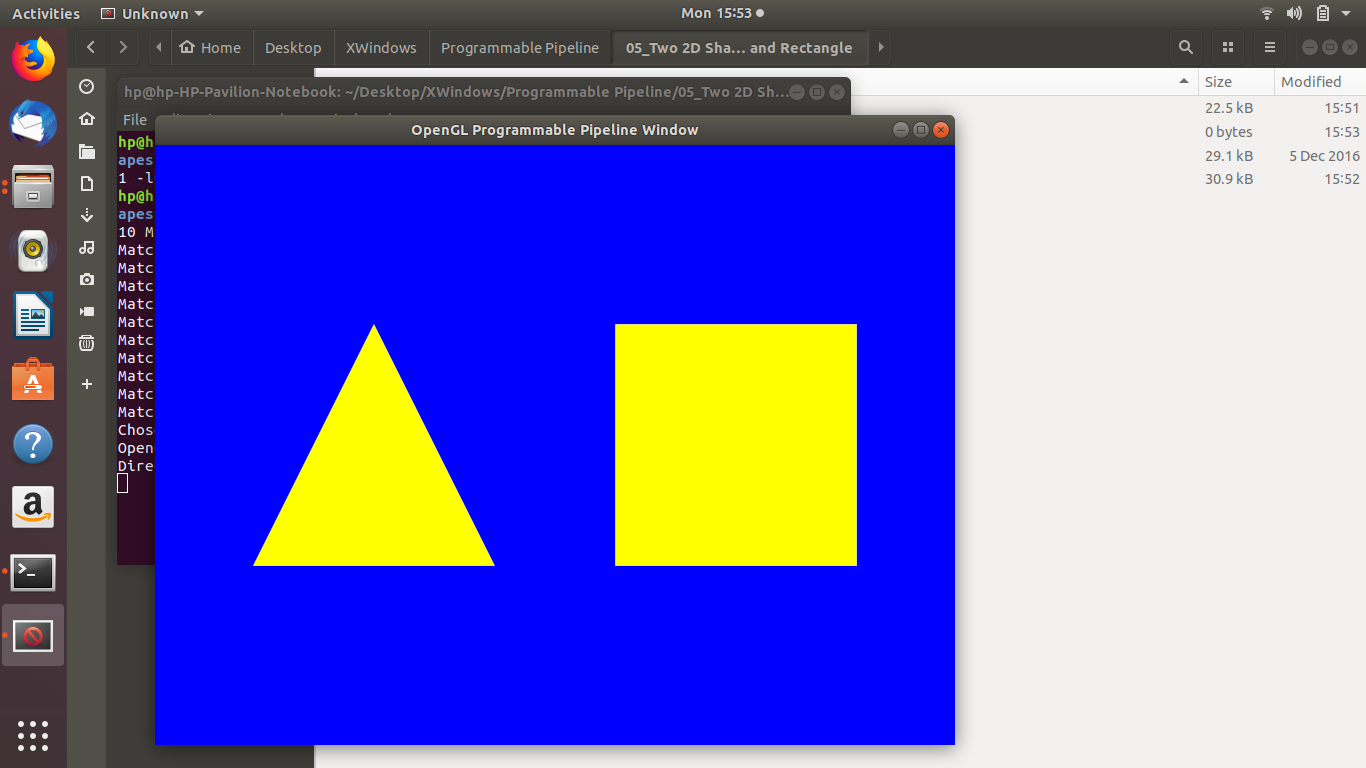 Activities Unknown Mon 15:53
Home Desktop XWindows Programmable Pipeline 05_Two 2D Sha... and Rectangle
Size Modified
hp@hp-HP-Pavilion-Notebook: ~/Desktop/XWindows/Programmable Pipeline/05_Two 2D Sh...
22.5 kB 15:51
File
OpenGL Programmable Pipeline Window
0 bytes 15:53
29.1 kB 5 Dec 2016
30.9 kB 15:52
hp@h
apes
1 -l
hp@h
apes
10 M
Matc
Matc
Matc
Matc
Matc
Matc
Matc
Matc
Matc
Matc
Chos
Open
Dire